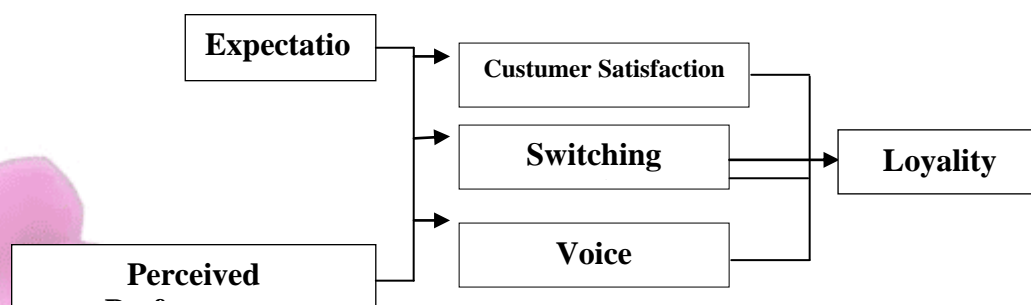 Expectatio
Custumer Satisfaction
Switching
Loyality
Voice
Perceived